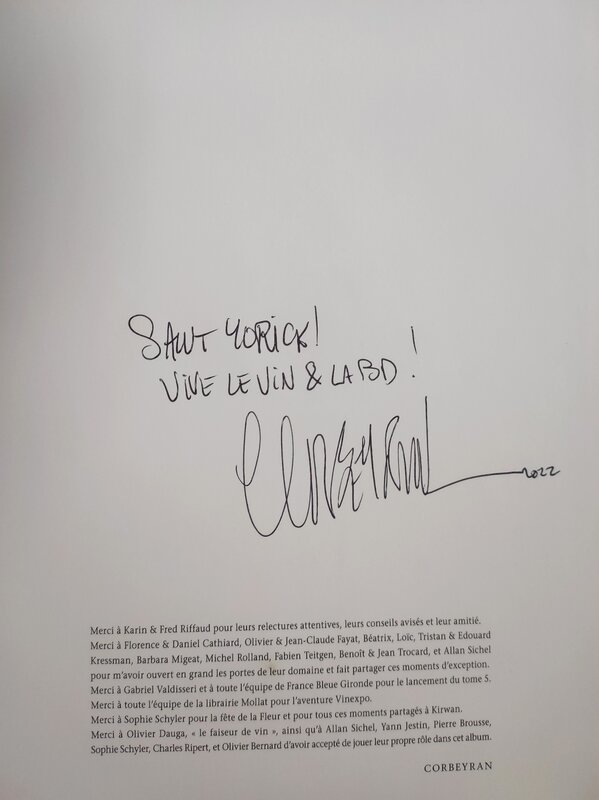 SALUT YORICK!
VIVE LE VIN & LA BD !
CORBEYRAN
2022
Merci à Karin & Fred Riffaud pour leurs relectures attentives, leurs conseils avisés et leur amitié.
Merci à Florence & Daniel Cathiard, Olivier & Jean-Claude Fayat, Béatrix, Loïc, Tristan & Edouard
Kressman, Barbara Migeat, Michel Rolland, Fabien Teitgen, Benoît & Jean Trocard, et Allan Sichel
pour m'avoir ouvert en grand les portes de leur domaine et fait partager ces moments d'exception.
Merci à Gabriel Valdisseri et à toute l'équipe de France Bleue Gironde pour le lancement du tome 5.
Merci à toute l'équipe de la librairie Mollat pour l'aventure Vinexpo.
Merci à Sophie Schyler pour la fête de la Fleur et pour tous ces moments partagés à Kirwan.
Merci à Olivier Dauga, « le faiseur de vin », ainsi qu'à Allan Sichel, Yann Jestin, Pierre Brousse,
Sophie Schyler, Charles Ripert, et Olivier Bernard d'avoir accepté de jouer leur propre rôle dans cet album.
CORBEYRAN